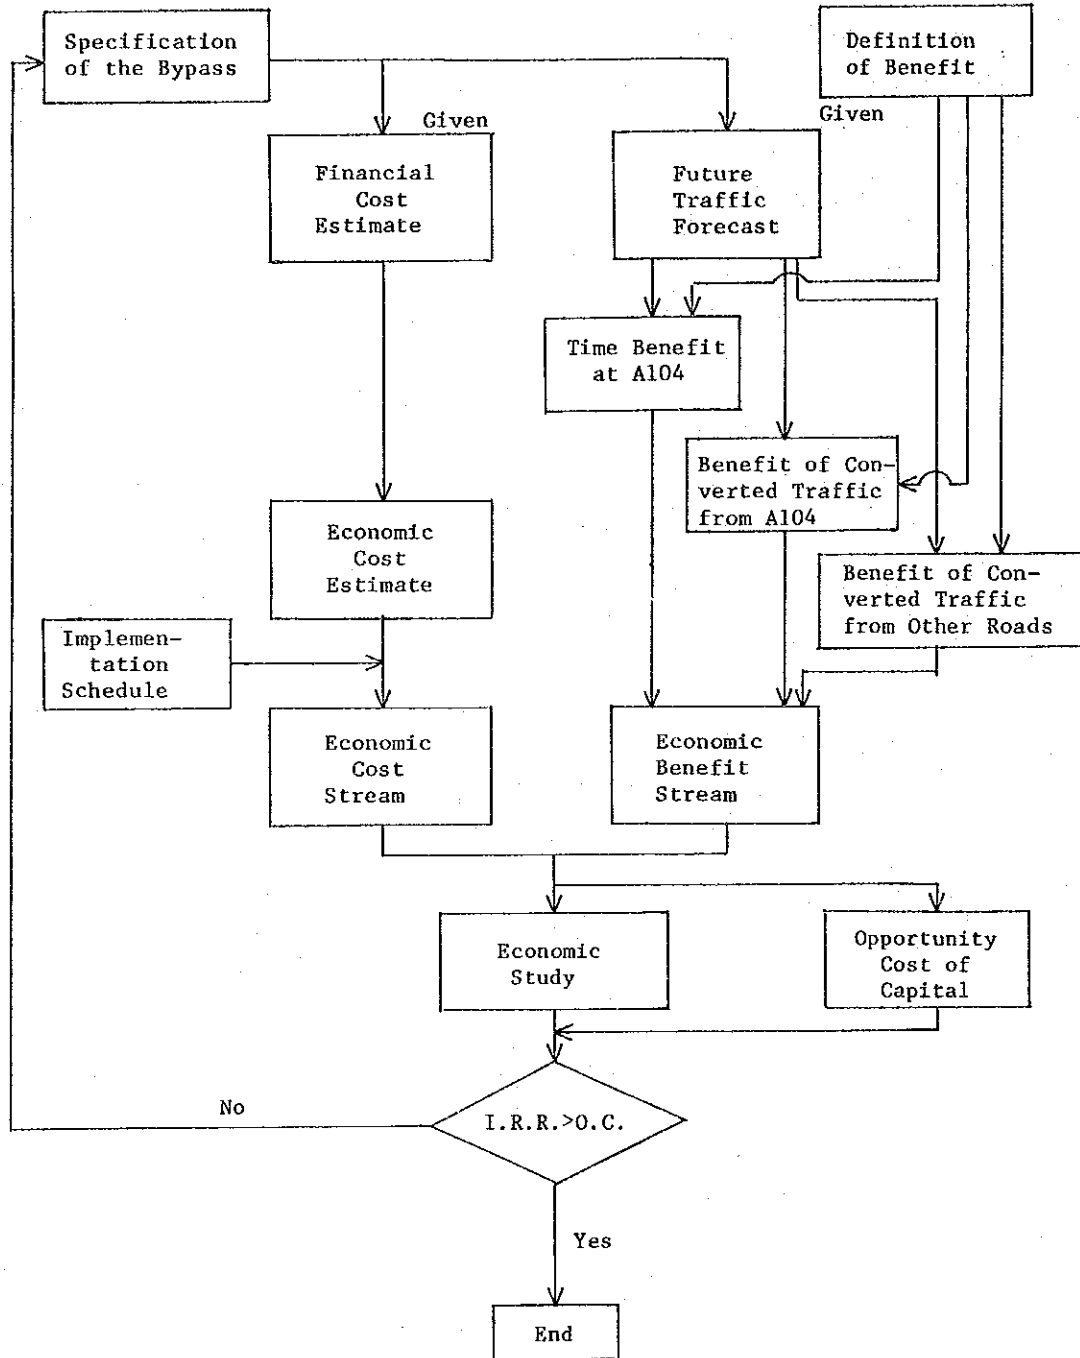 Specification
of the Bypass
Definition
of Benefit
Given
Given
Financial
Cost
Estimate
Future
Traffic
Forecast
Time Benefit
at A104
Benefit of Con-
verted Traffic
from A104
Economic
Cost
Estimate
Benefit of Con-
verted Traffic
from Other Roads
Implemen-
tation
Schedule
Economic
Cost
Stream
Economic
Benefit
Stream
Economic
Study
Opportunity
Cost of
Capital
I.R.R.>O.C.
No
Yes
End